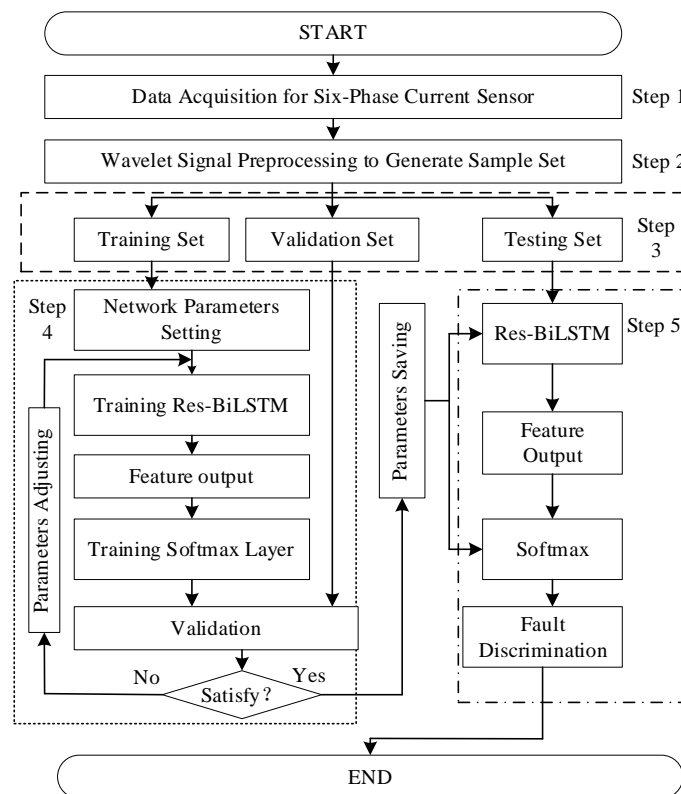 START
Data Acquisition for Six-Phase Current Sensor
Step 1
Wavelet Signal Preprocessing to Generate Sample Set
Step 2
Training Set
Validation Set
Testing Set
Step
3
Step
4
Network Parameters
Setting
Training Res-BiLSTM
Feature output
Training Softmax Layer
Validation
Satisfy?
No
Yes
Parameters Adjusting
Parameters Saving
Res-BiLSTM
Step 5
Feature
Output
Softmax
Fault
Discrimination
END